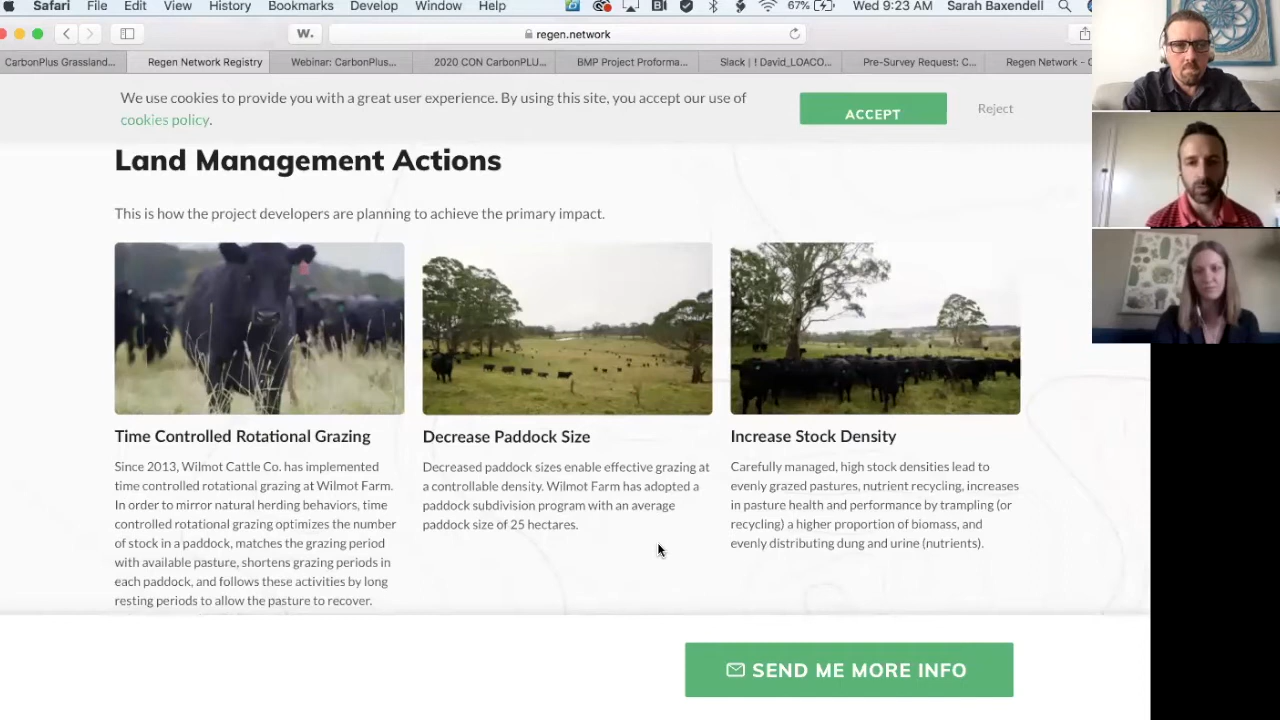 Safari File Edit View History Bookmarks Develop Window Help 67% Wed 9:23 AM Sarah Baxendell
W. regen.network
CarbonPlus Grassland... Regen Network Registry Webinar: CarbonPlus... 2020 CON CarbonPLU... BMP Project Proforma... Slack | ! David_LOACO... Pre-Survey Request: C... Regen Network - C
We use cookies to provide you with a great user experience. By using this site, you accept our use of
cookies policy.
ACCEPT
Reject
Land Management Actions
This is how the project developers are planning to achieve the primary impact.
Time Controlled Rotational Grazing
Since 2013, Wilmot Cattle Co. has implemented
time controlled rotational grazing at Wilmot Farm.
In order to mirror natural herding behaviors, time
controlled rotational grazing optimizes the number
of stock in a paddock, matches the grazing period
with available pasture, shortens grazing periods in
each paddock, and follows these activities by long
resting periods to allow the pasture to recover.
Decrease Paddock Size
Decreased paddock sizes enable effective grazing at
a controllable density. Wilmot Farm has adopted a
paddock subdivision program with an average
paddock size of 25 hectares.
Increase Stock Density
Carefully managed, high stock densities lead to
evenly grazed pastures, nutrient recycling, increases
in pasture health and performance by trampling (or
recycling) a higher proportion of biomass, and
evenly distributing dung and urine (nutrients).
SEND ME MORE INFO